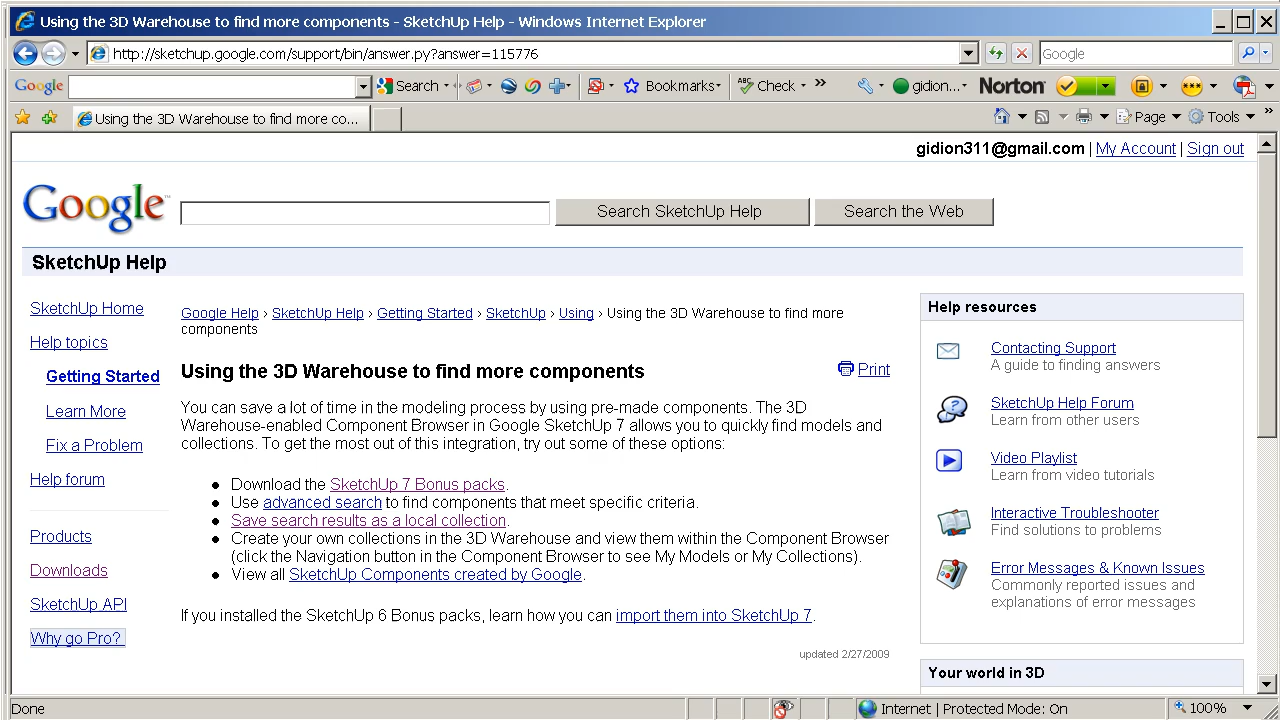 Using the 3D Warehouse to find more components - SketchUp Help - Windows Internet Explorer
http://sketchup.google.com/support/bin/answer.py?answer=115776
Google
Google
Search
Bookmarks
ABC
Check
»
gidion...
Norton
Using the 3D Warehouse to find more co...
Page
Tools
»
gidion311@gmail.com | My Account | Sign out
Google™
Search SketchUp Help
Search the Web
SketchUp Help
SketchUp Home
Help topics
Getting Started
Learn More
Fix a Problem
Help forum
Products
Downloads
SketchUp API
Why go Pro?
Google Help › SketchUp Help › Getting Started › SketchUp › Using › Using the 3D Warehouse to find more
components
Using the 3D Warehouse to find more components
Print
You can save a lot of time in the modeling process by using pre-made components. The 3D
Warehouse-enabled Component Browser in Google SketchUp 7 allows you to quickly find models and
collections. To get the most out of this integration, try out some of these options:
• Download the SketchUp 7 Bonus packs.
• Use advanced search to find components that meet specific criteria.
• Save search results as a local collection.
• Create your own collections in the 3D Warehouse and view them within the Component Browser
(click the Navigation button in the Component Browser to see My Models or My Collections).
• View all SketchUp Components created by Google.
If you installed the SketchUp 6 Bonus packs, learn how you can import them into SketchUp 7.
updated 2/27/2009
Help resources
Contacting Support
A guide to finding answers
SketchUp Help Forum
Learn from other users
Video Playlist
Learn from video tutorials
Interactive Troubleshooter
Find solutions to problems
Error Messages & Known Issues
Commonly reported issues and
explanations of error messages
Your world in 3D
Done
Internet | Protected Mode: On
100%